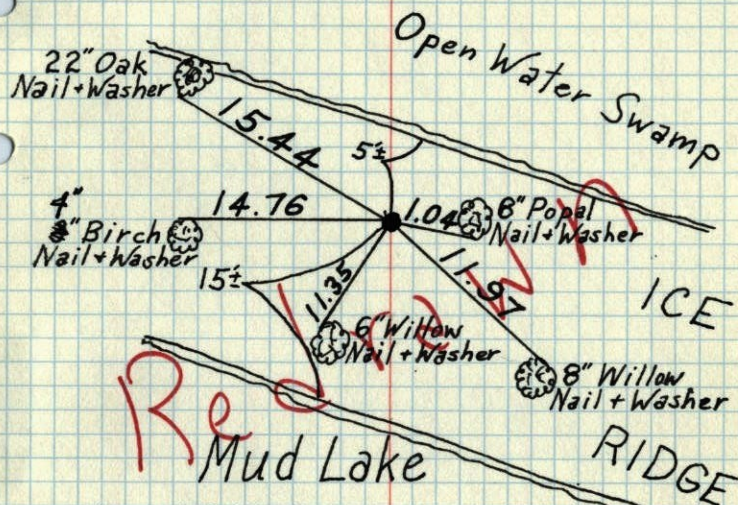 Open Water Swamp
22" Oak
Nail + Washer
15.44
5'±
4"
Birch
Nail + Washer
14.76
1.04
8" Popal
Nail + Washer
15'±
11.35
11.97
ICE
6" Willow
Nail + Washer
8" Willow
Nail + Washer
Redrawn
Mud Lake
RIDGE